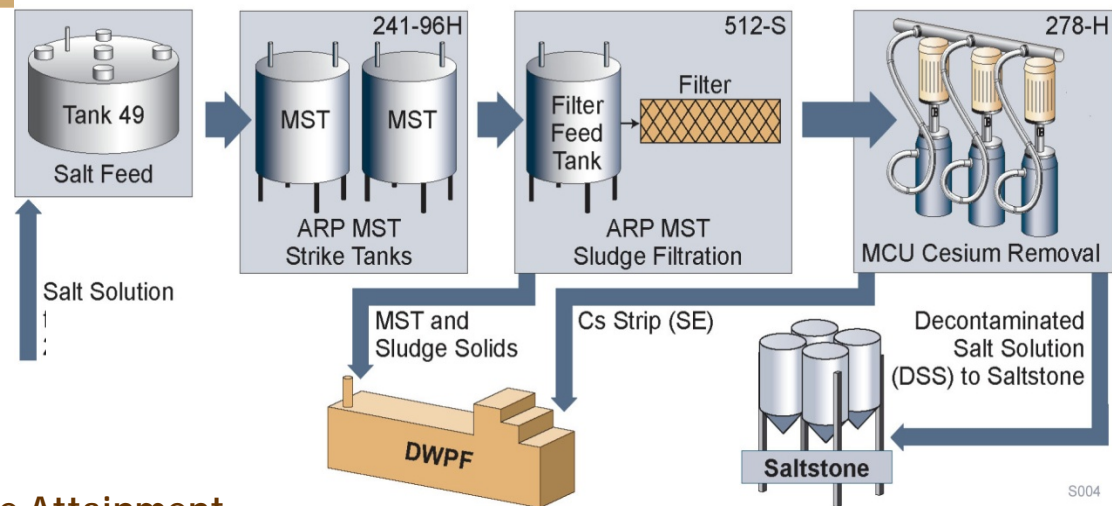 241-96H
512-S
278-H
Tank 49
Salt Feed
MST
MST
ARP MST
Strike Tanks
Filter
Feed
Tank
Filter
ARP MST
Sludge Filtration
MCU Cesium Removal
Salt Solution
MST and
Sludge Solids
Cs Strip (SE)
Decontaminated
Salt Solution
(DSS) to Saltstone
DWPF
Saltstone
S004
Attainment